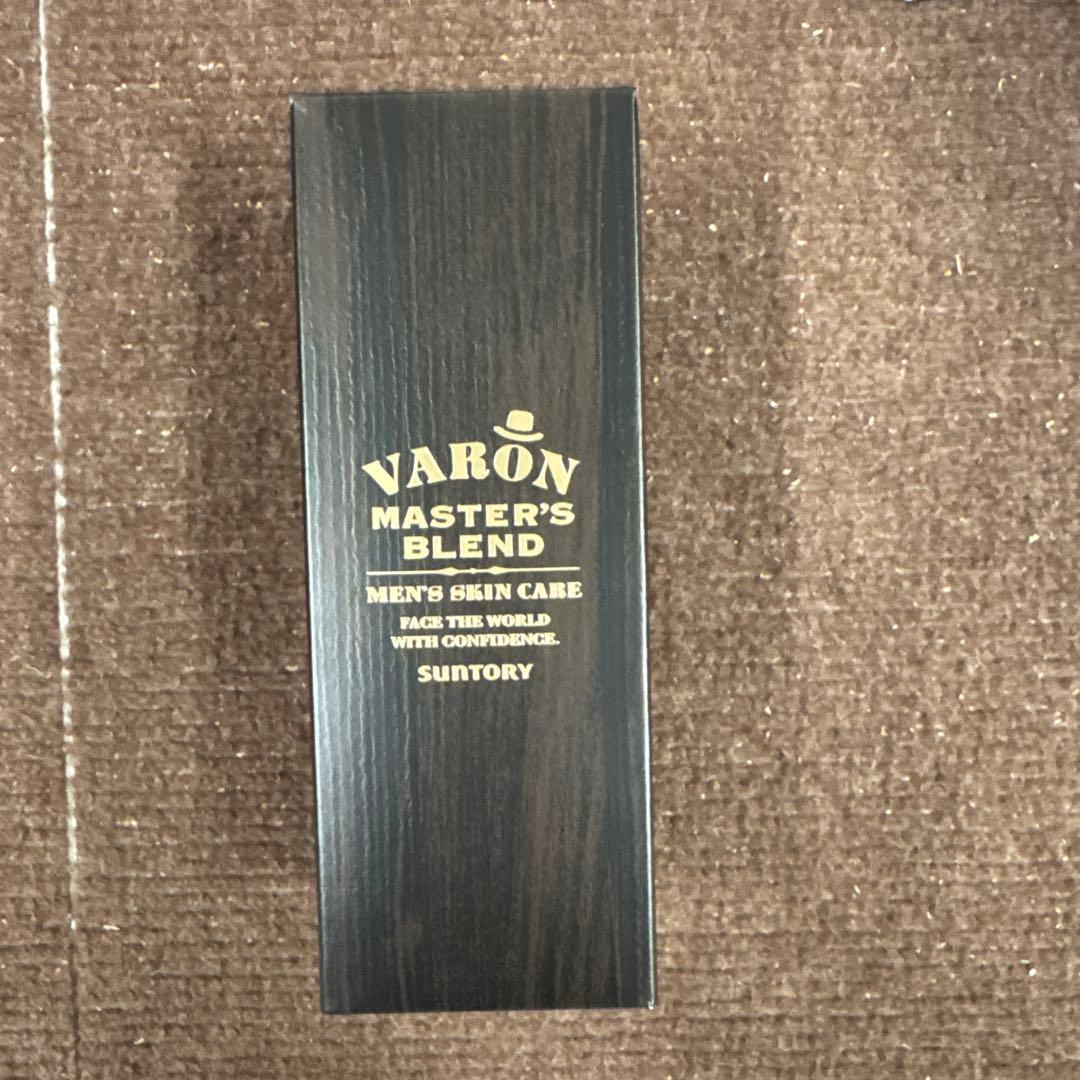 VARON
MASTER'S
BLEND
MEN'S SKIN CARE
FACE THE WORLD
WITH CONFIDENCE.
SUNTORY